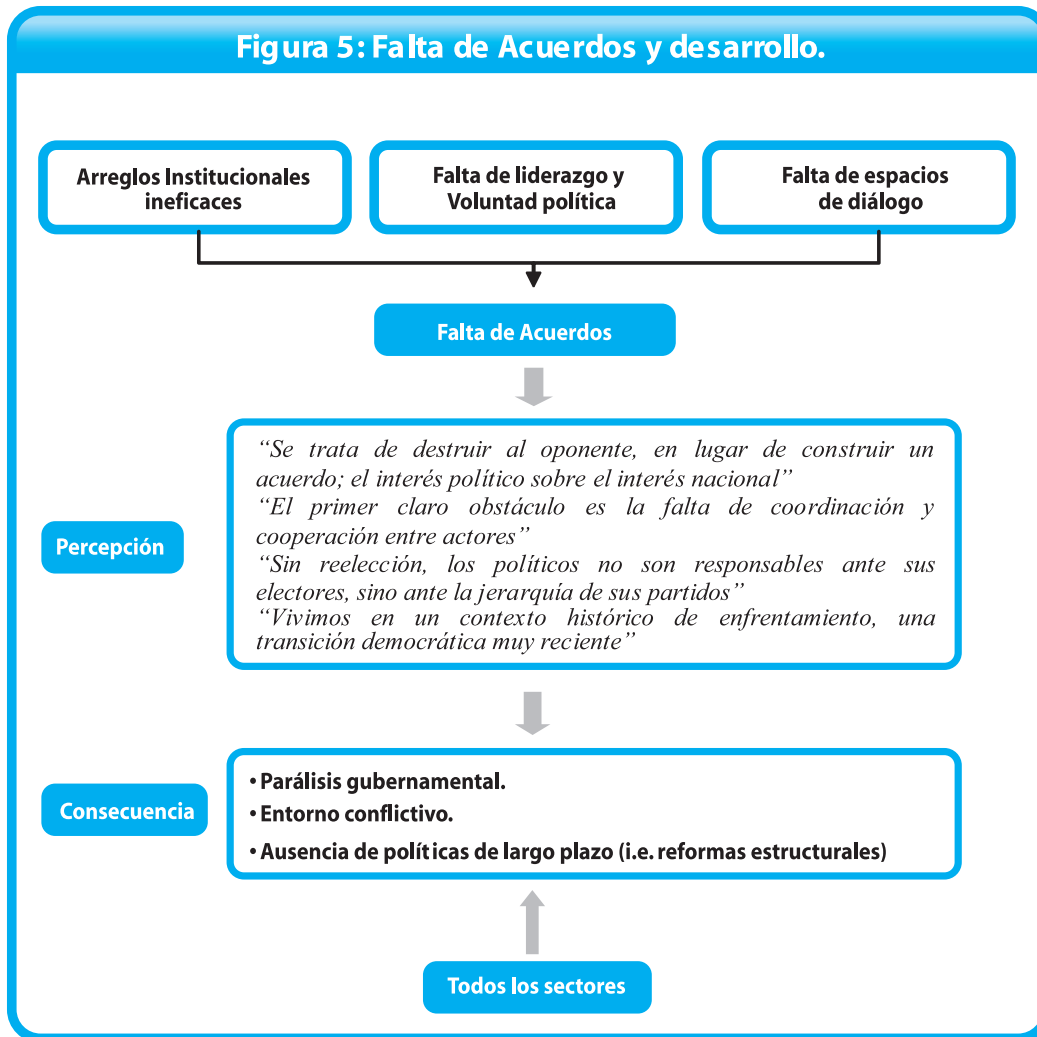 Figura 5: Falta de Acuerdos y desarrollo.
Arreglos Institucionales
ineficaces
Falta de liderazgo y
Voluntad política
Falta de espacios
de diálogo
Falta de Acuerdos
Percepción
“Se trata de destruir al oponente, en lugar de construir un
acuerdo; el interés político sobre el interés nacional”
“El primer claro obstáculo es la falta de coordinación y
cooperación entre actores”
“Sin reelección, los políticos no son responsables ante sus
electores, sino ante la jerarquía de sus partidos”
“Vivimos en un contexto histórico de enfrentamiento, una
transición democrática muy reciente”
Consecuencia
• Parálisis gubernamental.
• Entorno conflictivo.
• Ausencia de políticas de largo plazo (i.e. reformas estructurales)
Todos los sectores